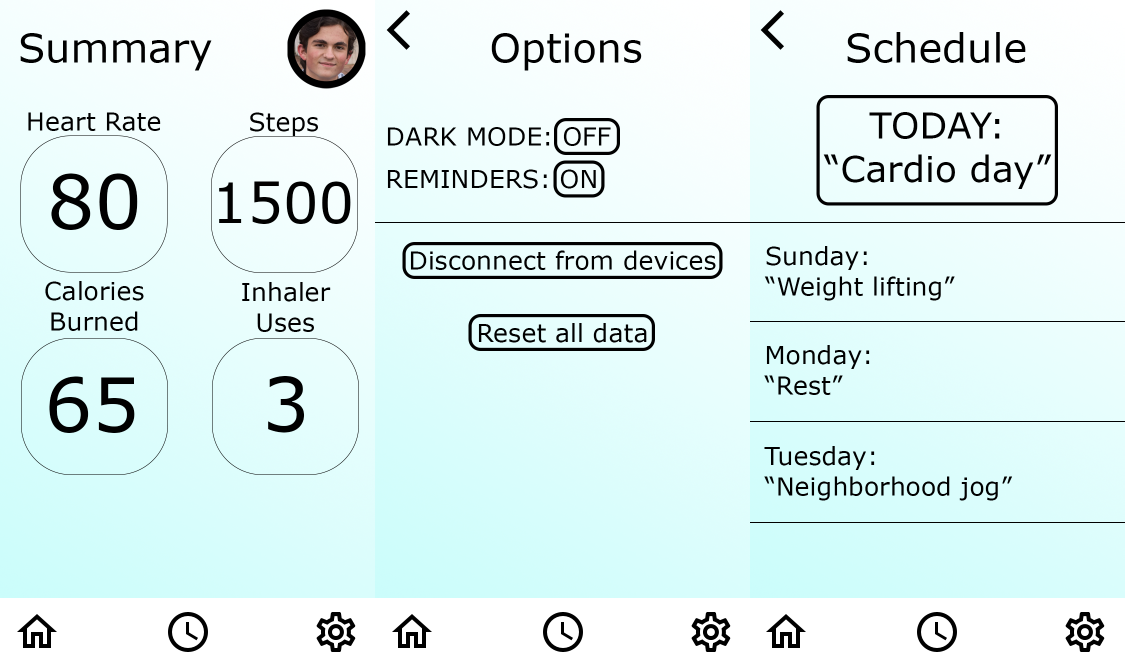 Summary
Heart Rate
80
Steps
1500
Calories
Burned
65
Inhaler
Uses
3
Options
DARK MODE: OFF
REMINDERS: ON
Disconnect from devices
Reset all data
Schedule
TODAY:
“Cardio day”
Sunday:
“Weight lifting”
Monday:
“Rest”
Tuesday:
“Neighborhood jog”